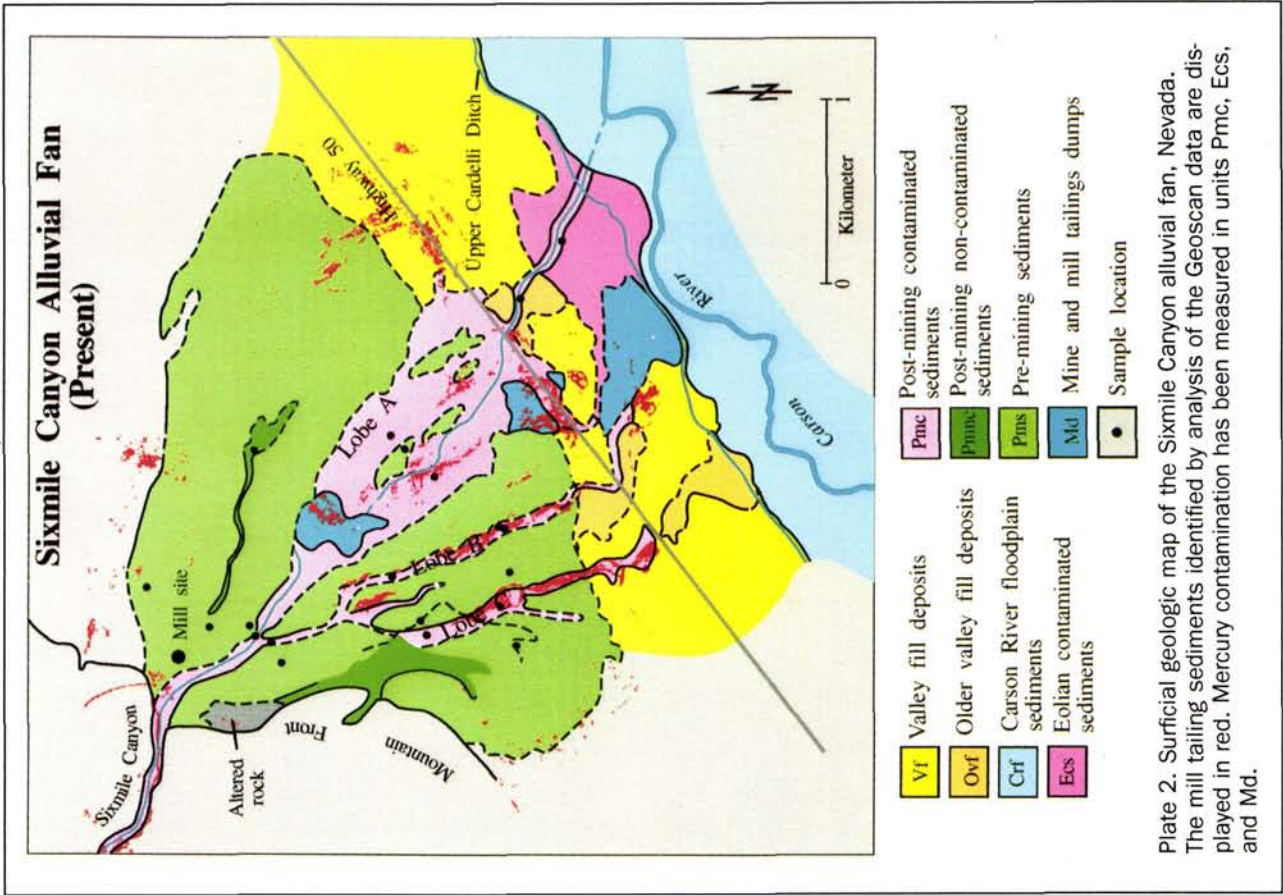 Sixmile Canyon Alluvial Fan
(Present)
Sixmile Canyon
Mill site
Altered
rock
Front
Mountain
Lobe A
Lobe B
Lobe
Highway 50
Upper Cardelli Ditch
N
Carson
River
0
1
Kilometer
Vf
Valley fill deposits
Ovf
Older valley fill deposits
Crf
Carson River floodplain
sediments
Ecs
Eolian contaminated
sediments
Pmc
Post-mining contaminated
sediments
Pmnc
Post-mining non-contaminated
sediments
Pms
Pre-mining sediments
Md
Mine and mill tailings dumps
Sample location
Plate 2. Surficial geologic map of the Sixmile Canyon alluvial fan, Nevada.
The mill tailing sediments identified by analysis of the Geoscan data are dis-
played in red. Mercury contamination has been measured in units Pmc, Ecs,
and Md.